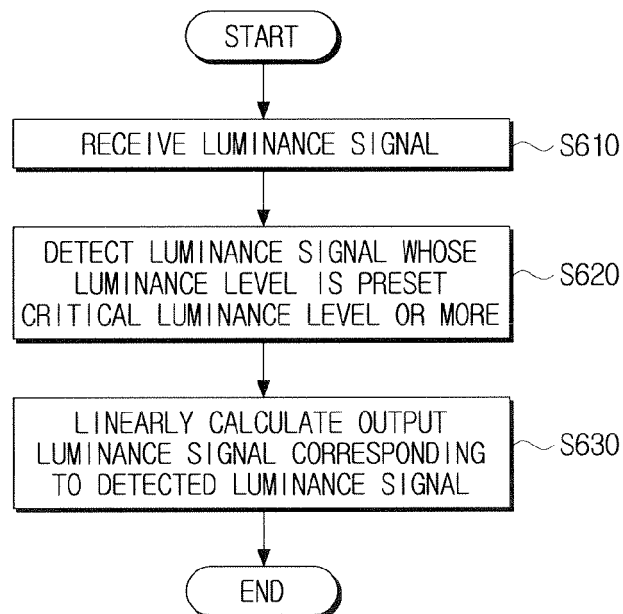 START
RECEIVE LUMINANCE SIGNAL
S610
DETECT LUMINANCE SIGNAL WHOSE
LUMINANCE LEVEL IS PRESET
CRITICAL LUMINANCE LEVEL OR MORE
S620
LINEARLY CALCULATE OUTPUT
LUMINANCE SIGNAL CORRESPONDING
TO DETECTED LUMINANCE SIGNAL
S630
END